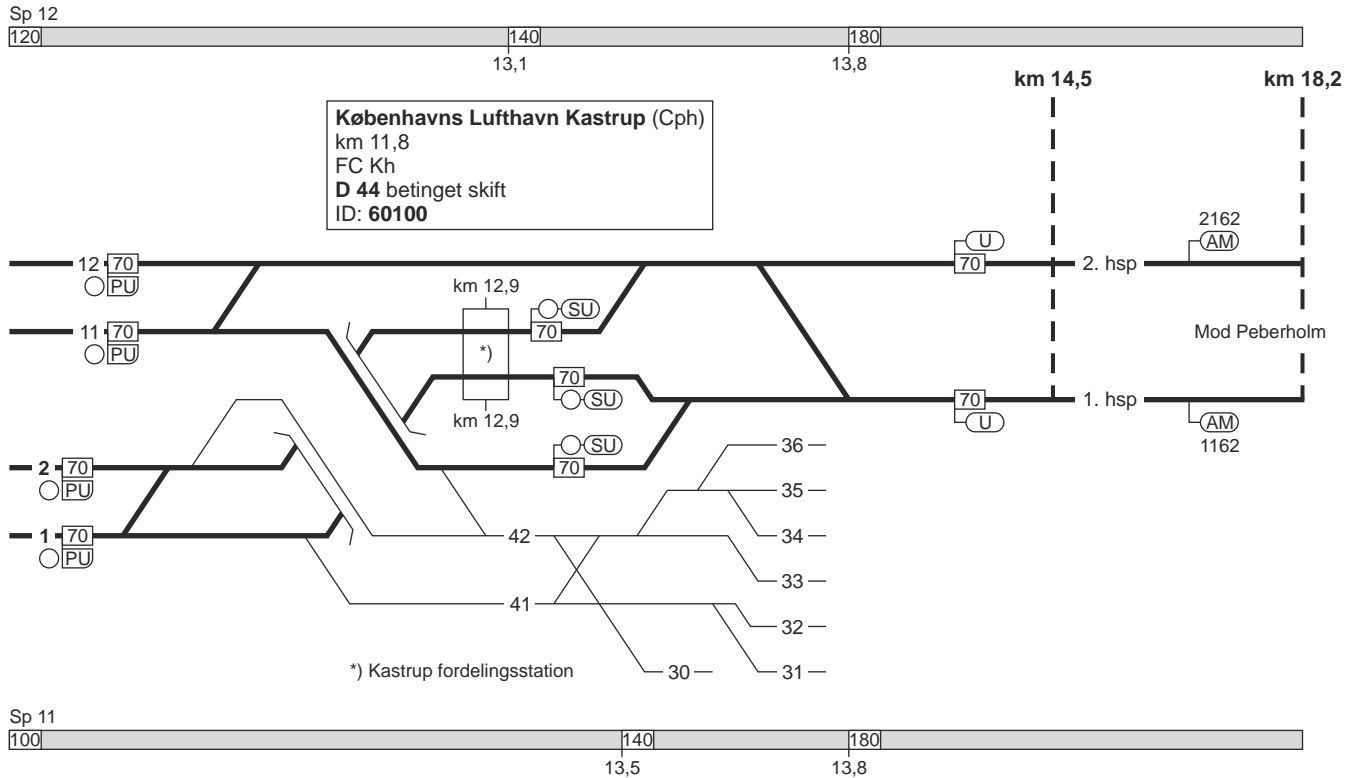 Sp 12
120 140 180
13,1 13,8
km 14,5 km 18,2
Københavns Lufthavn Kastrup (Cph)
km 11,8
FC Kh
D 44 betinget skift
ID: 60100
2162
U AM
12 70 70 2. hsp
PU
km 12,9
SU
11 70 70
PU
Mod Peberholm
*)
70
SU
70 1. hsp
km 12,9
U AM
1162
SU
36
2 70 70
PU
35
1 70 42 34
PU
33
41
32
*) Kastrup fordelingsstation 30 31
Sp 11
100 140 180
13,5 13,8